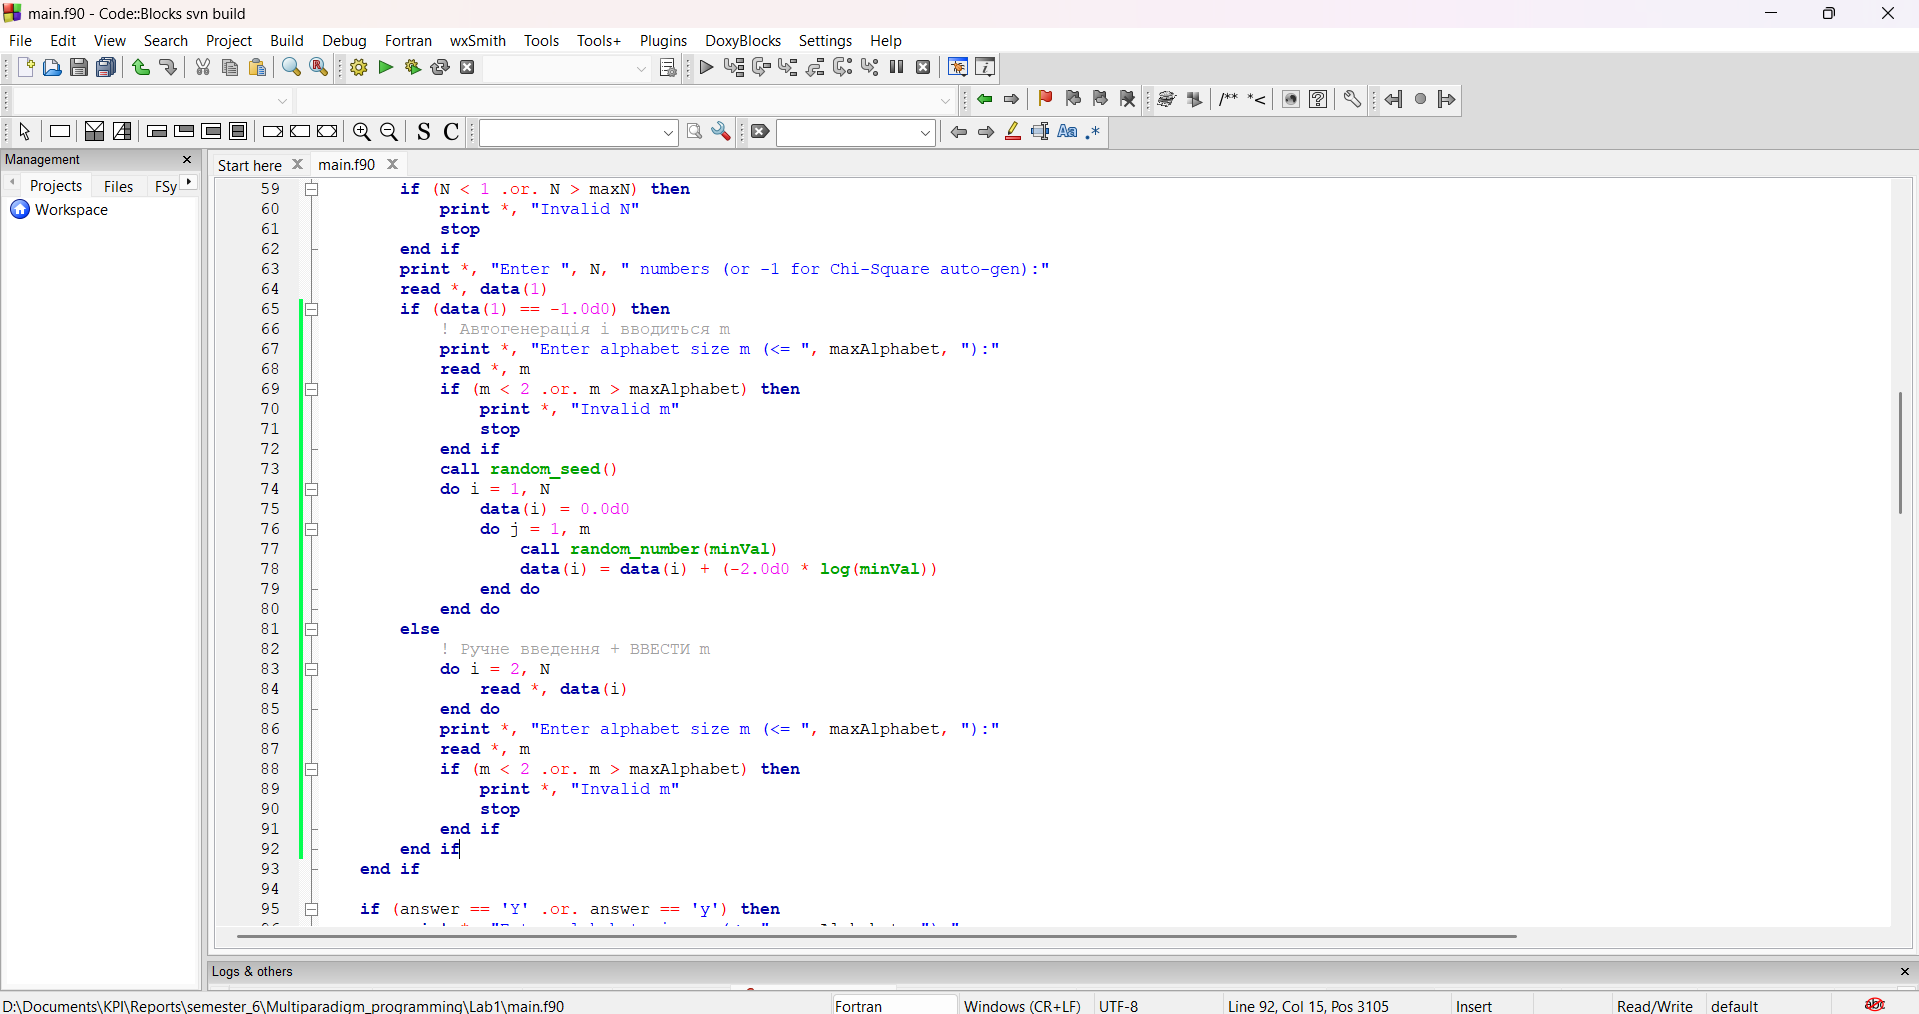 main.f90 - Code::Blocks svn build
File Edit View Search Project Build Debug Fortran wxSmith Tools Tools+ Plugins DoxyBlocks Settings Help
/** *<
S C
Aa .*
Management
Start here main.f90
Projects Files FSy
Workspace
59 if (N < 1 .or. N > maxN) then
60 print *, "Invalid N"
61 stop
62 end if
63 print *, "Enter ", N, " numbers (or -1 for Chi-Square auto-gen):"
64 read *, data(1)
65 if (data(1) == -1.0d0) then
66 ! Автогенерація і вводиться m
67 print *, "Enter alphabet size m (<= ", maxAlphabet, "):"
68 read *, m
69 if (m < 2 .or. m > maxAlphabet) then
70 print *, "Invalid m"
71 stop
72 end if
73 call random_seed()
74 do i = 1, N
75 data(i) = 0.0d0
76 do j = 1, m
77 call random_number(minVal)
78 data(i) = data(i) + (-2.0d0 * log(minVal))
79 end do
80 end do
81 else
82 ! Ручне введення + ВВЕСТИ m
83 do i = 2, N
84 read *, data(i)
85 end do
86 print *, "Enter alphabet size m (<= ", maxAlphabet, "):"
87 read *, m
88 if (m < 2 .or. m > maxAlphabet) then
89 print *, "Invalid m"
90 stop
91 end if
92 end if
93 end if
94
95 if (answer == 'Y' .or. answer == 'y') then
Logs & others
D:\Documents\KPI\Reports\semester_6\Multiparadigm_programming\Lab1\main.f90 Fortran Windows (CR+LF) UTF-8 Line 92, Col 15, Pos 3105 Insert Read/Write default abc